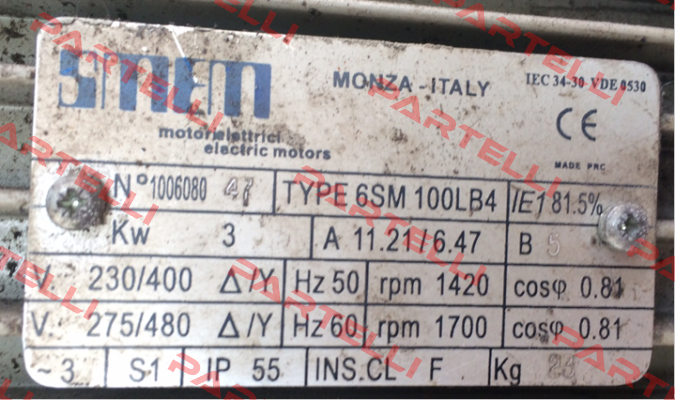 SMEM
MONZA - ITALY IEC 34-30 VDE 0530
motori elettrici
electric motors
CE
MADE PRC
N° 1006080 47 TYPE 6SM 100LB4 IE1 81.5%
Kw 3 A 11.21/6.47 B 5
V. 230/400 Δ/Y Hz 50 rpm 1420 cosφ 0.81
V. 275/480 Δ/Y Hz 60 rpm 1700 cosφ 0.81
~3 S1 IP 55 INS.CL F Kg
PARTELLI